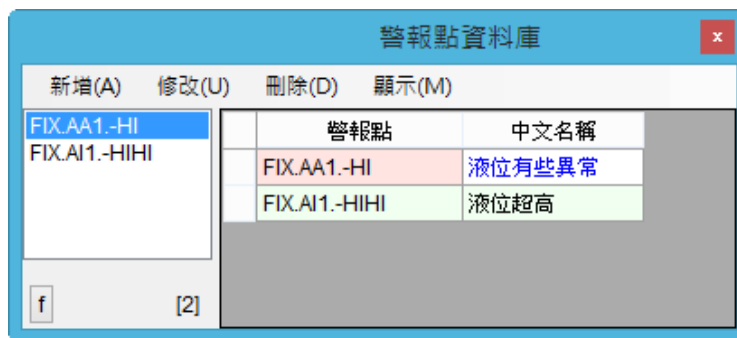 警報點資料庫
x
新增(A) 修改(U) 刪除(D) 顯示(M)
FIX.AA1.-HI
FIX.AI1.-HIHI
警報點 中文名稱
FIX.AA1.-HI 液位有些異常
FIX.AI1.-HIHI 液位超高
f [2]